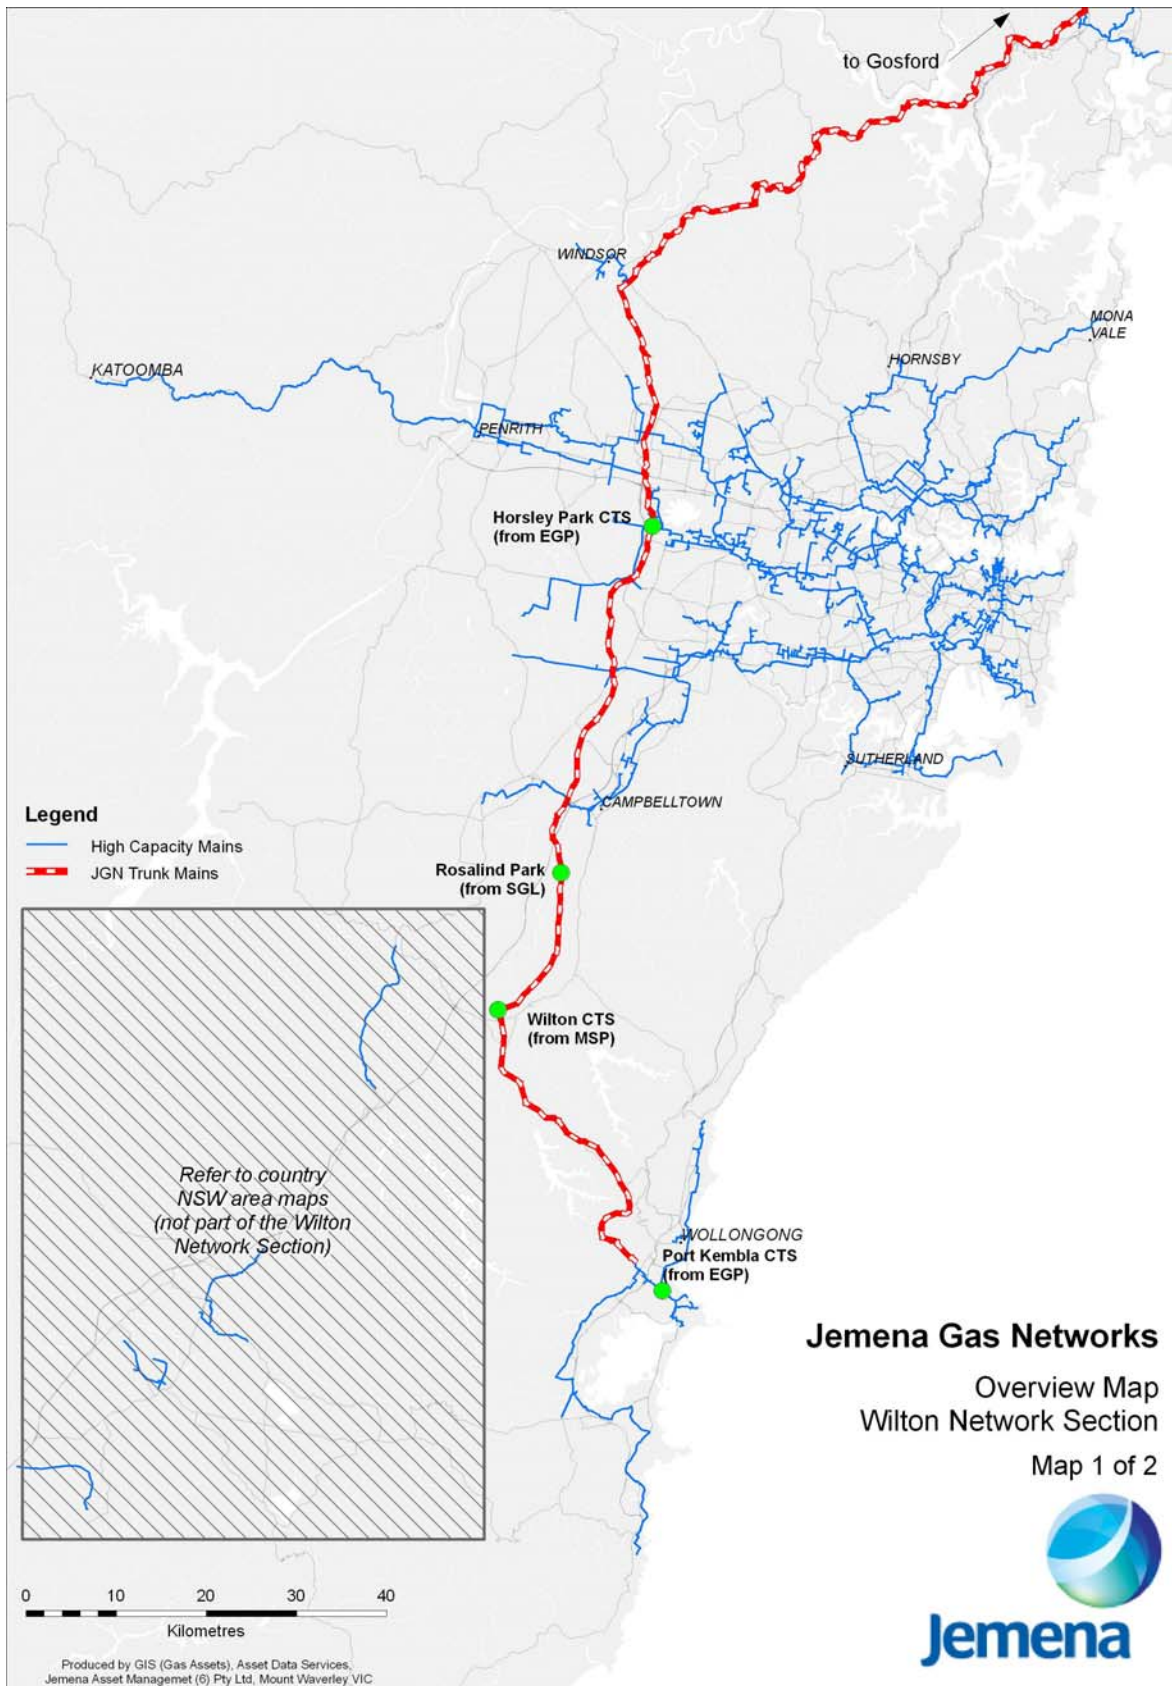 to Gosford
WINDSOR
MONA
VALE
HORNSBY
KATOOMBA
PENRITH
Horsley Park CTS
(from EGP)
SUTHERLAND
CAMPBELLTOWN
Legend
High Capacity Mains
JGN Trunk Mains
Rosalind Park
(from SGL)
Wilton CTS
(from MSP)
Refer to country
NSW area maps
(not part of the Wilton
Network Section)
WOLLONGONG
Port Kembla CTS
(from EGP)
Jemena Gas Networks
Overview Map
Wilton Network Section
Map 1 of 2
0 10 20 30 40
Kilometres
Produced by GIS (Gas Assets), Asset Data Services,
Jemena Asset Managemet (6) Pty Ltd, Mount Waverley VIC
Jemena